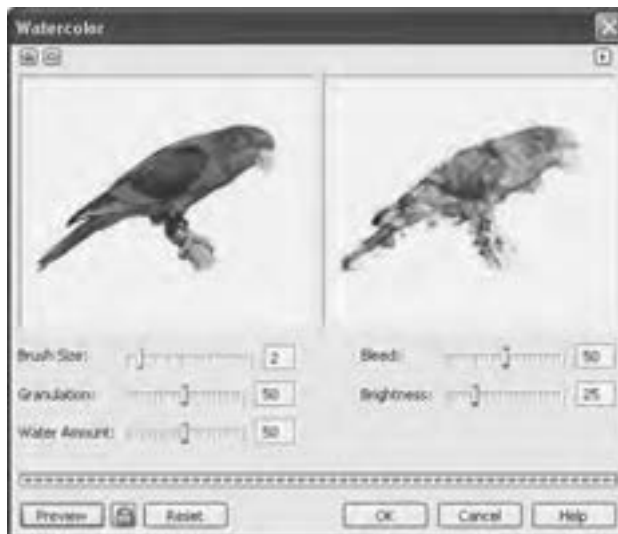 Watercolor
Brush Size: 2
Bleed: 50
Granulation: 50
Brightness: 25
Water Amount: 50
Preview Reset OK Cancel Help